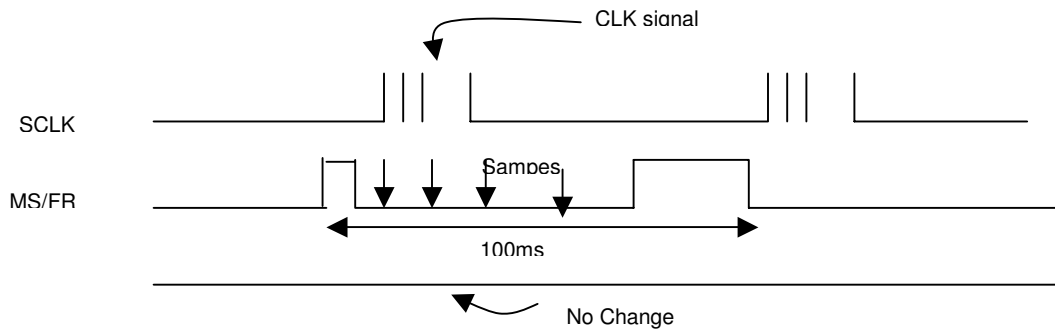 CLK signal
SCLK
Sampes
MS/FR
100ms
No Change